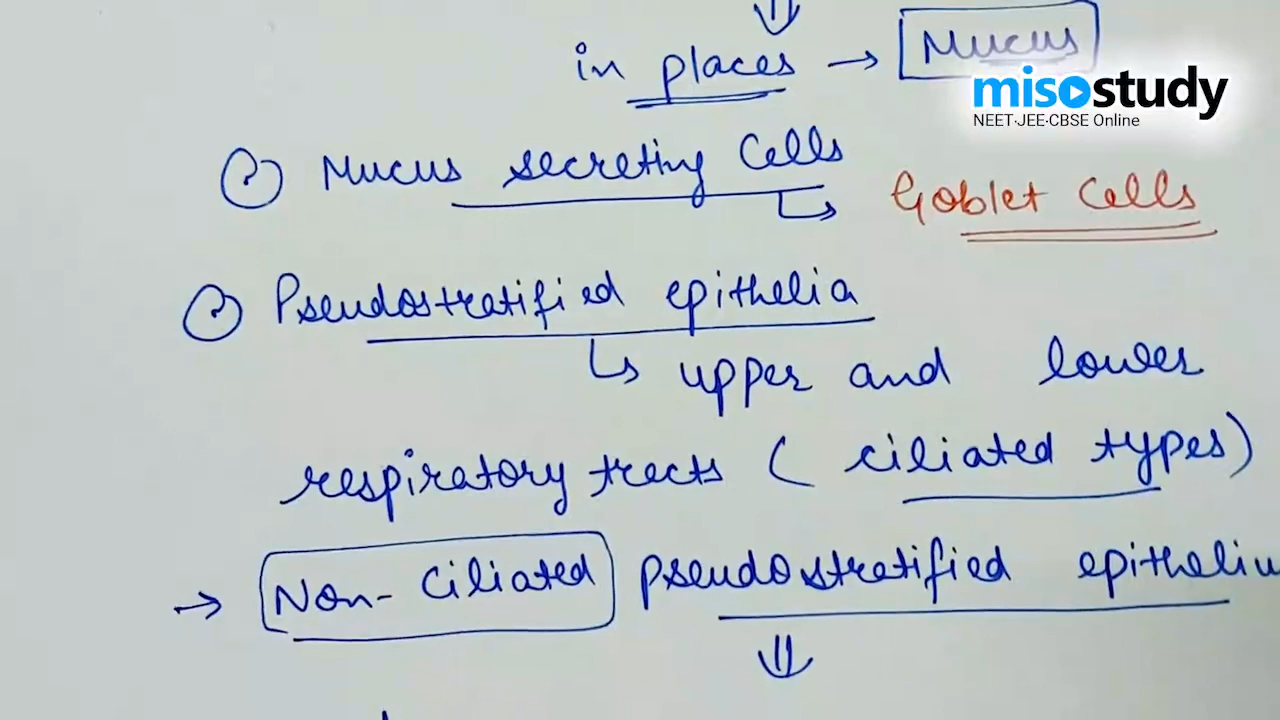 in places → Mucus
misostudy
NEET·JEE·CBSE Online
Mucus secreting Cells
Goblet Cells
Pseudostratified epithelia
upper and lower
respiratory trects ( ciliated types)
→ Non-Ciliated pseudostratified epitheliu